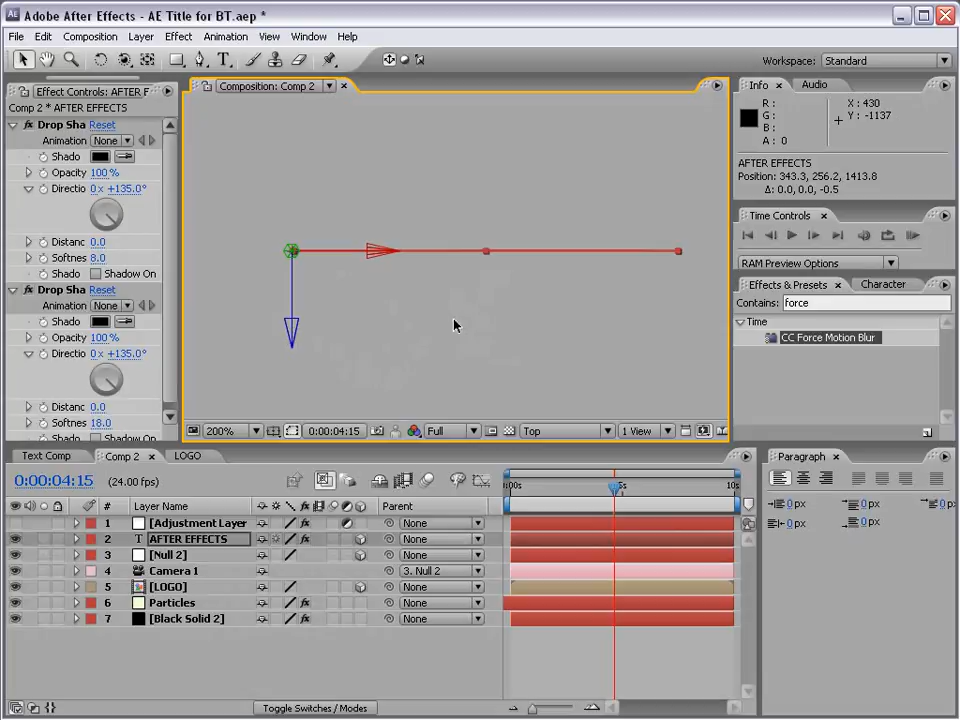 Adobe After Effects - AE Title for BT.aep *
File Edit Composition Layer Effect Animation View Window Help
Workspace: Standard
Effect Controls: AFTER E
Comp 2 * AFTER EFFECTS
Drop Sha Reset
Animation None
Shado
Opacity 100%
Directio 0 x +135.0°
Distanc 0.0
Softnes 8.0
Shado Shadow On
Drop Sha Reset
Animation None
Shado
Opacity 100%
Directio 0 x +135.0°
Distanc 0.0
Softnes 18.0
Shado Shadow On
Composition: Comp 2
200% 0:00:04:15 Full Top 1 View
Info Audio
R : X : 430
G : Y : -1137
B :
A : 0
AFTER EFFECTS
Position: 343.3, 256.2, 1413.8
Δ: 0.0, 0.0, -0.5
Time Controls
RAM Preview Options
Effects & Presets Character
Contains: force
Time
CC Force Motion Blur
Text Comp Comp 2 LOGO
0:00:04:15 (24.00 fps)
:00s 5s 10s
# Layer Name Parent
1 [Adjustment Layer None
2 T AFTER EFFECTS None
3 [Null 2] None
4 Camera 1 3. Null 2
5 [LOGO] None
6 Particles None
7 [Black Solid 2] None
Toggle Switches / Modes
Paragraph
0 px 0 px 0 p
0 px 0 px